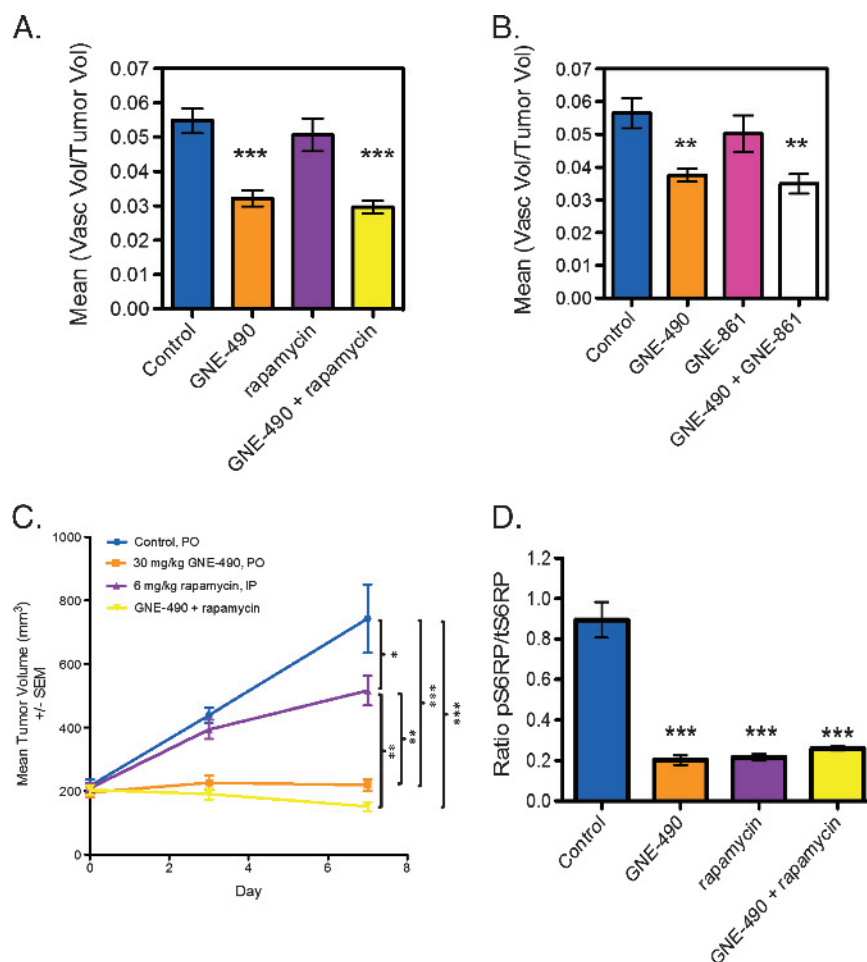 A.
Mean (Vasc Vol/Tumor Vol)
0.07
0.06
0.05
0.04
0.03
0.02
0.01
0.00
***
***
Control
GNE-490
rapamycin
GNE-490 + rapamycin
B.
Mean (Vasc Vol/Tumor Vol)
0.07
0.06
0.05
0.04
0.03
0.02
0.01
0.00
**
**
Control
GNE-490
GNE-861
GNE-490 + GNE-861
C.
Mean Tumor Volume (mm³)
+/- SEM
1000
800
600
400
200
0
Control, PO
30 mg/kg GNE-490, PO
6 mg/kg rapamycin, IP
GNE-490 + rapamycin
*
**
**
***
***
0 2 4 6 8
Day
D.
Ratio pS6RP/tS6RP
1.2
1.0
0.8
0.6
0.4
0.2
0.0
***
***
***
Control
GNE-490
rapamycin
GNE-490 + rapamycin